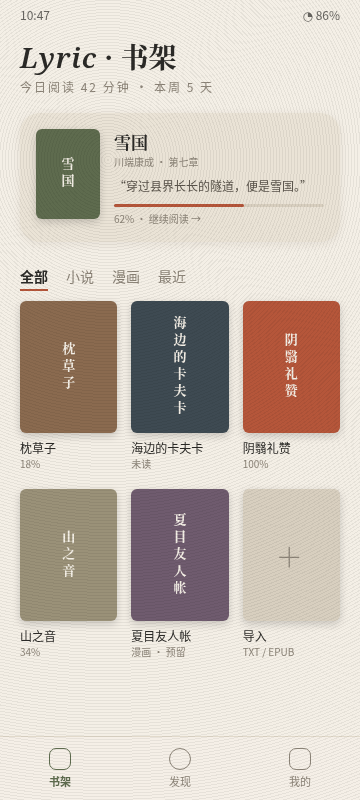 10:47
◔ 86%
Lyric · 书架
今日阅读 42 分钟 · 本周 5 天
雪国
雪国
川端康成 · 第七章
“穿过县界长长的隧道，便是雪国。”
62% · 继续阅读 →
全部 小说 漫画 最近
枕草子
海边的卡夫卡
阴翳礼赞
枕草子
海边的卡夫卡
阴翳礼赞
18%
未读
100%
山之音
夏目友人帐
山之音
夏目友人帐
导入
34%
漫画 · 预留
TXT / EPUB
书架
发现
我的